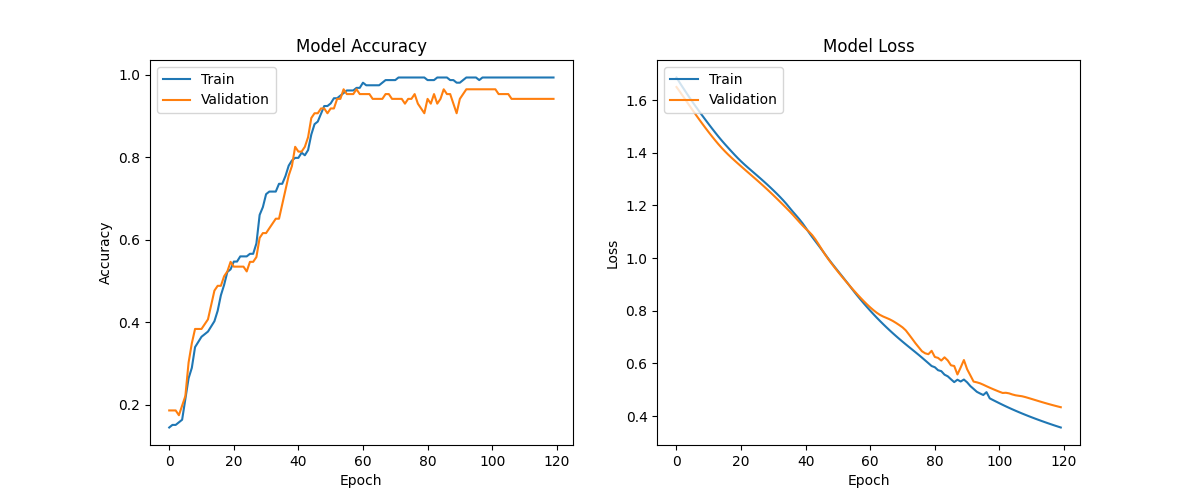 Model Accuracy
Train
Validation
1.0
0.8
0.6
0.4
0.2
Accuracy
0 20 40 60 80 100 120
Epoch
Model Loss
Train
Validation
1.6
1.4
1.2
1.0
0.8
0.6
0.4
Loss
0 20 40 60 80 100 120
Epoch